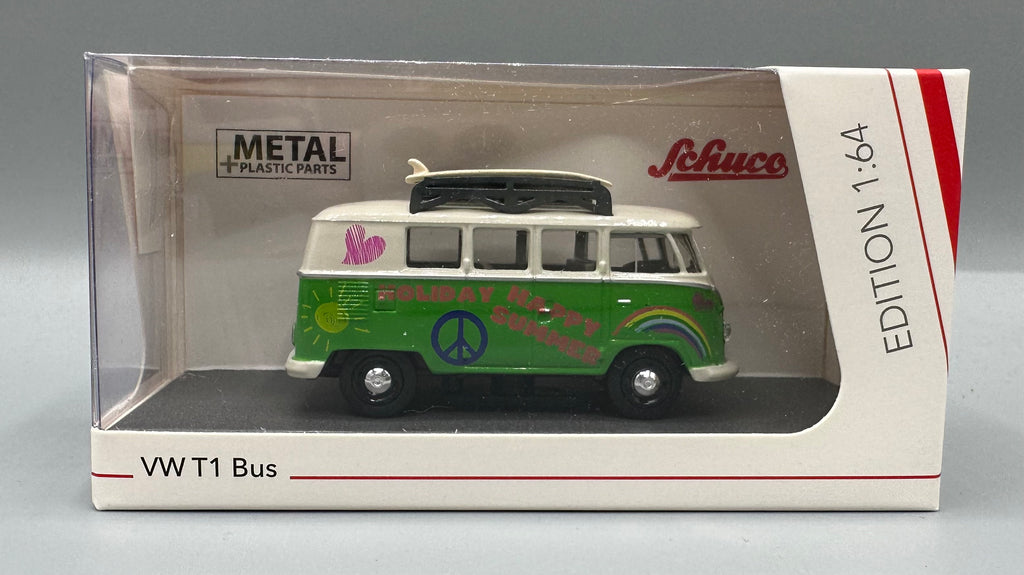 METAL
+PLASTIC PARTS
Schuco
EDITION 1:64
HOLIDAY HAPPY
SUMMER
VW T1 Bus